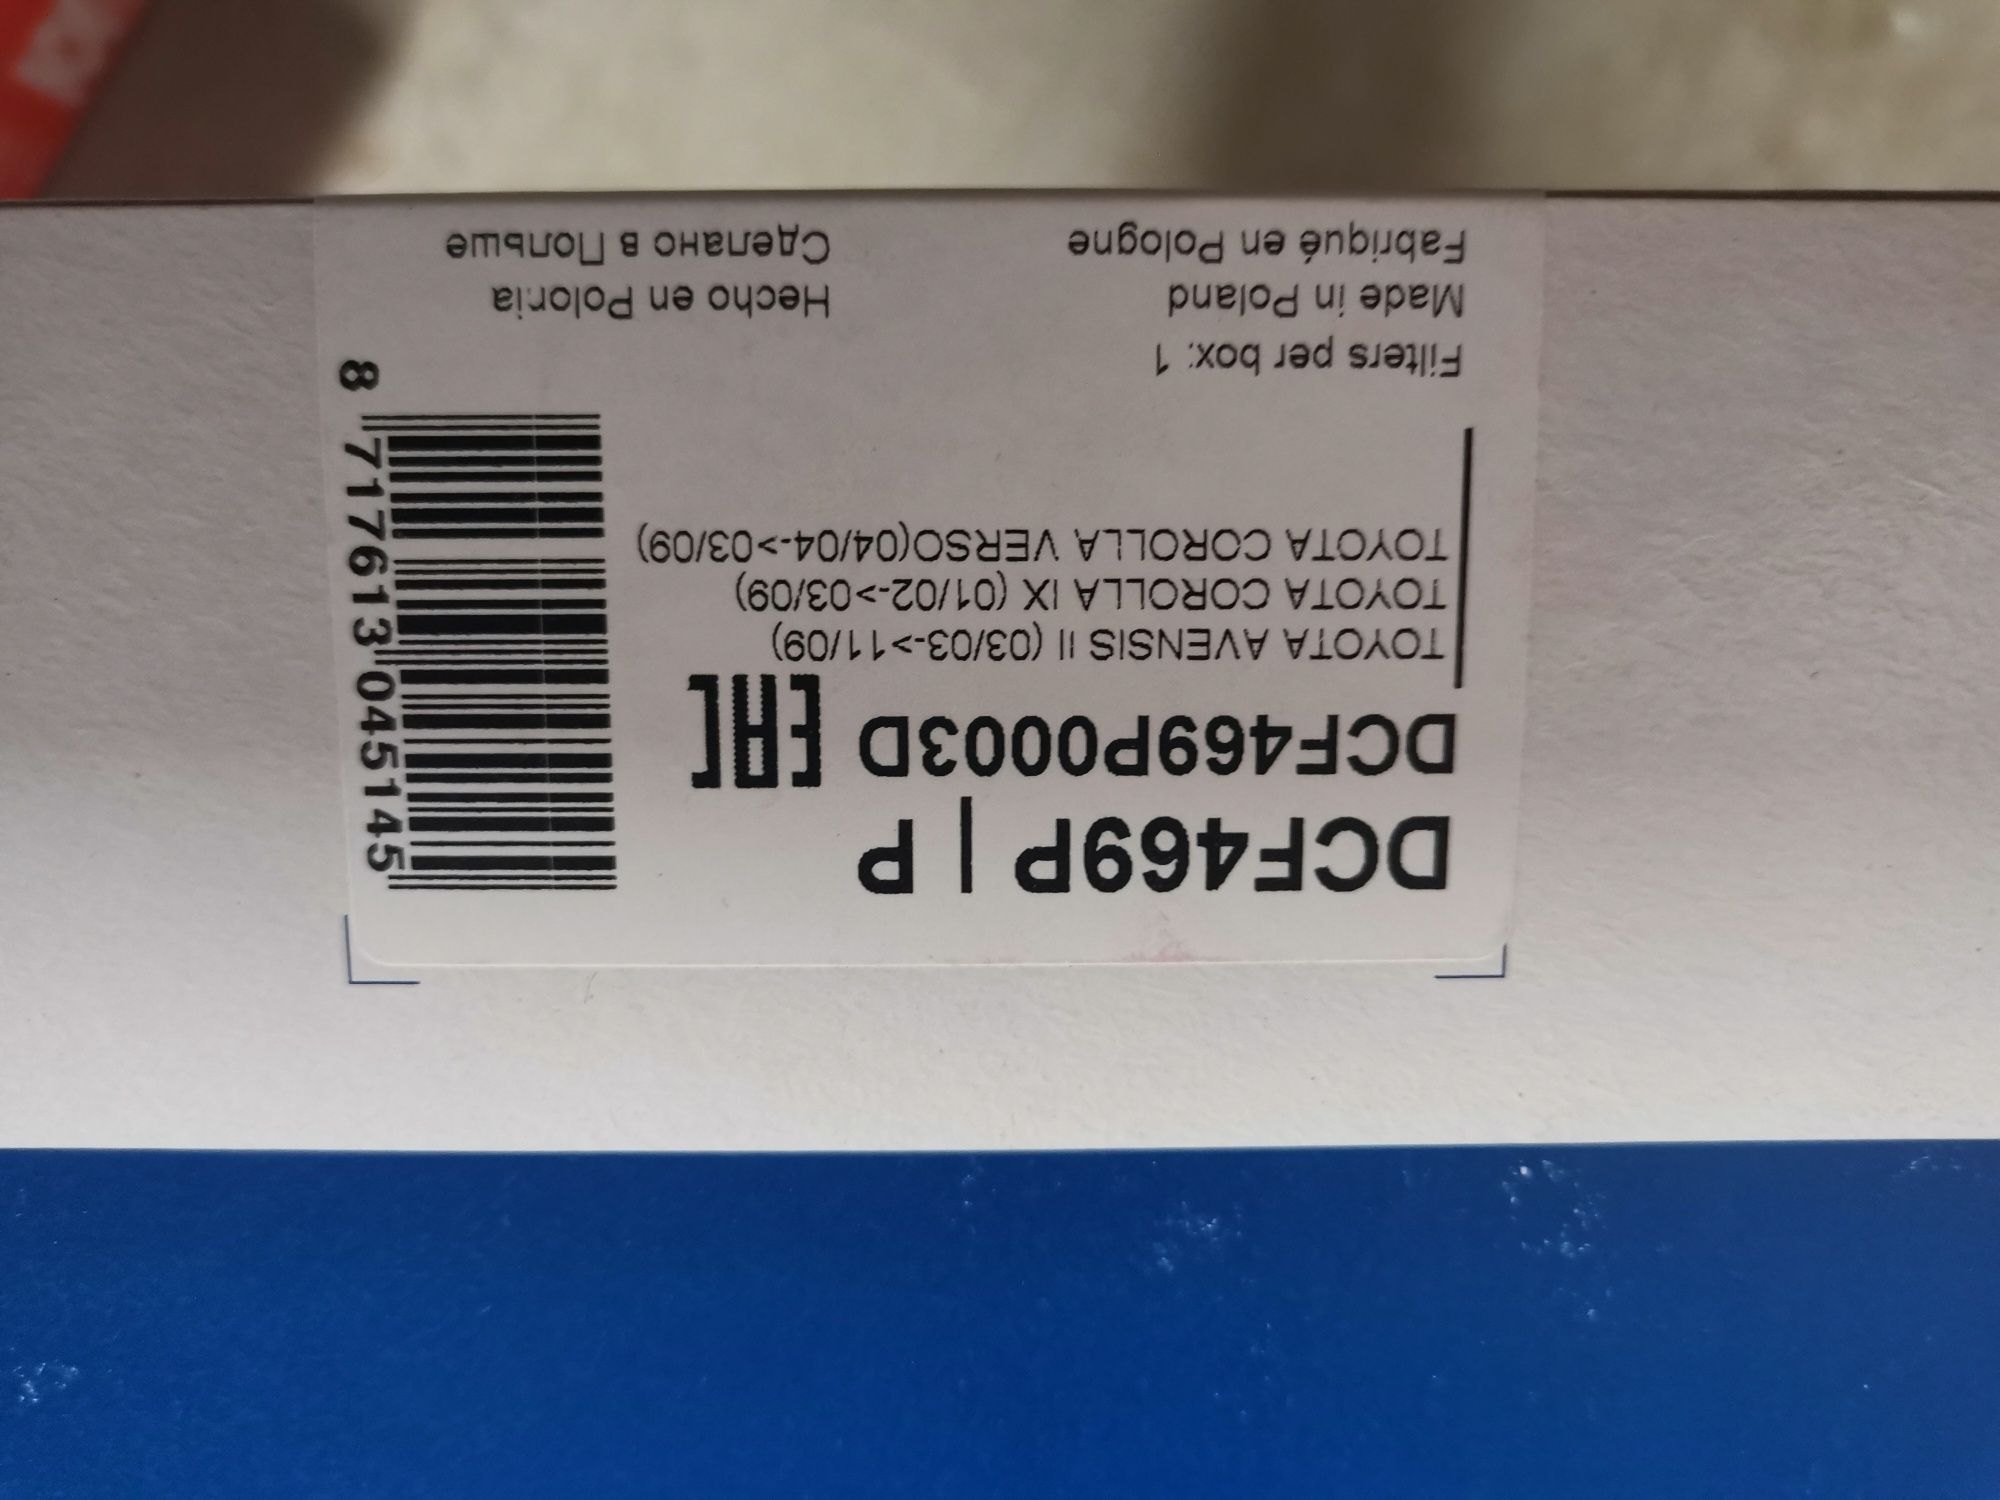 DCF469P | P
DCF469P0003D EAC
TOYOTA AVENSIS II (03/03->11/09)
TOYOTA COROLLA IX (01/02->03/09)
TOYOTA COROLLA VERSO(04/04->03/09)
8 717613 045145
Filters per box: 1
Made in Poland
Fabriqué en Pologne
Hecho en Polonia
Сделано в Польше